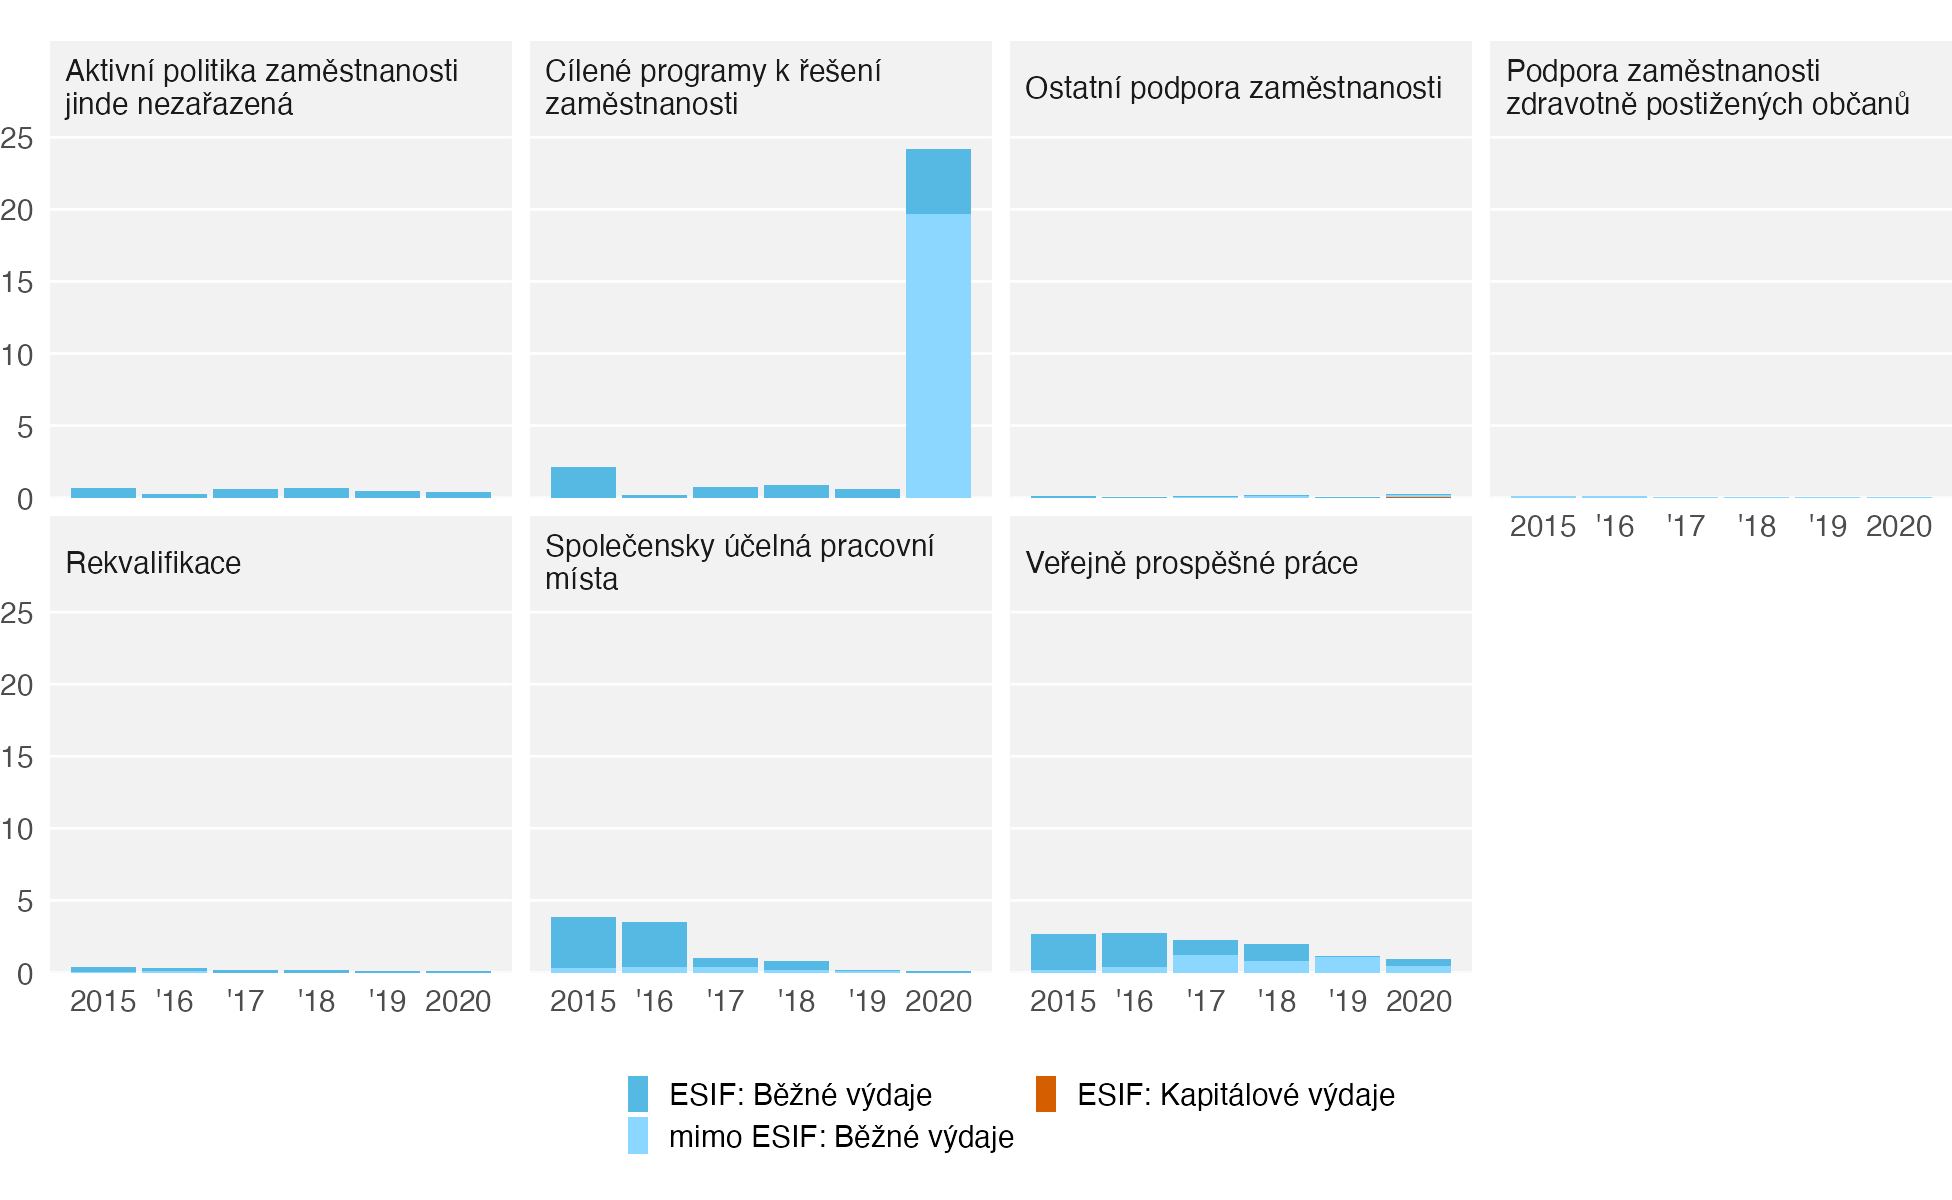 Aktivní politika zaměstnanosti
jinde nezařazená
Cílené programy k řešení
zaměstnanosti
Ostatní podpora zaměstnanosti
Podpora zaměstnanosti
zdravotně postižených občanů
25
20
15
10
5
0
2015 '16 '17 '18 '19 2020
Rekvalifikace
Společensky účelná pracovní
místa
Veřejně prospěšné práce
25
20
15
10
5
0
2015 '16 '17 '18 '19 2020
2015 '16 '17 '18 '19 2020
2015 '16 '17 '18 '19 2020
ESIF: Běžné výdaje
mimo ESIF: Běžné výdaje
ESIF: Kapitálové výdaje